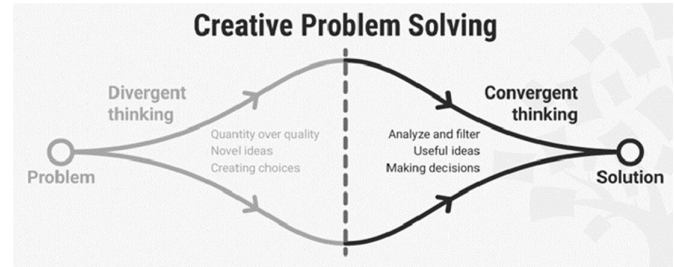 Creative Problem Solving
Divergent
thinking
Quantity over quality
Novel ideas
Creating choices
Problem
Convergent
thinking
Analyze and filter
Useful ideas
Making decisions
Solution